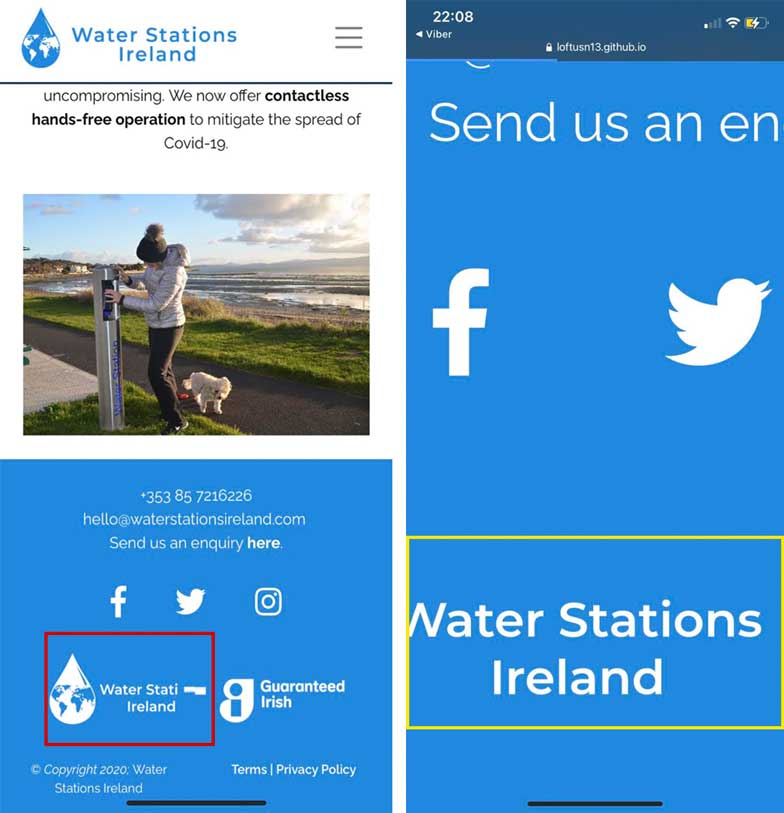 Water Stations
Ireland
uncompromising. We now offer contactless
hands-free operation to mitigate the spread of
Covid-19.
Water Station
+353 85 7216226
hello@waterstationsireland.com
Send us an enquiry here.
Water Stati
Ireland
Guaranteed
Irish
© Copyright 2020; Water
Stations Ireland
Terms | Privacy Policy
22:08
Viber
loftusn13.github.io
Send us an en
Water Stations
Ireland